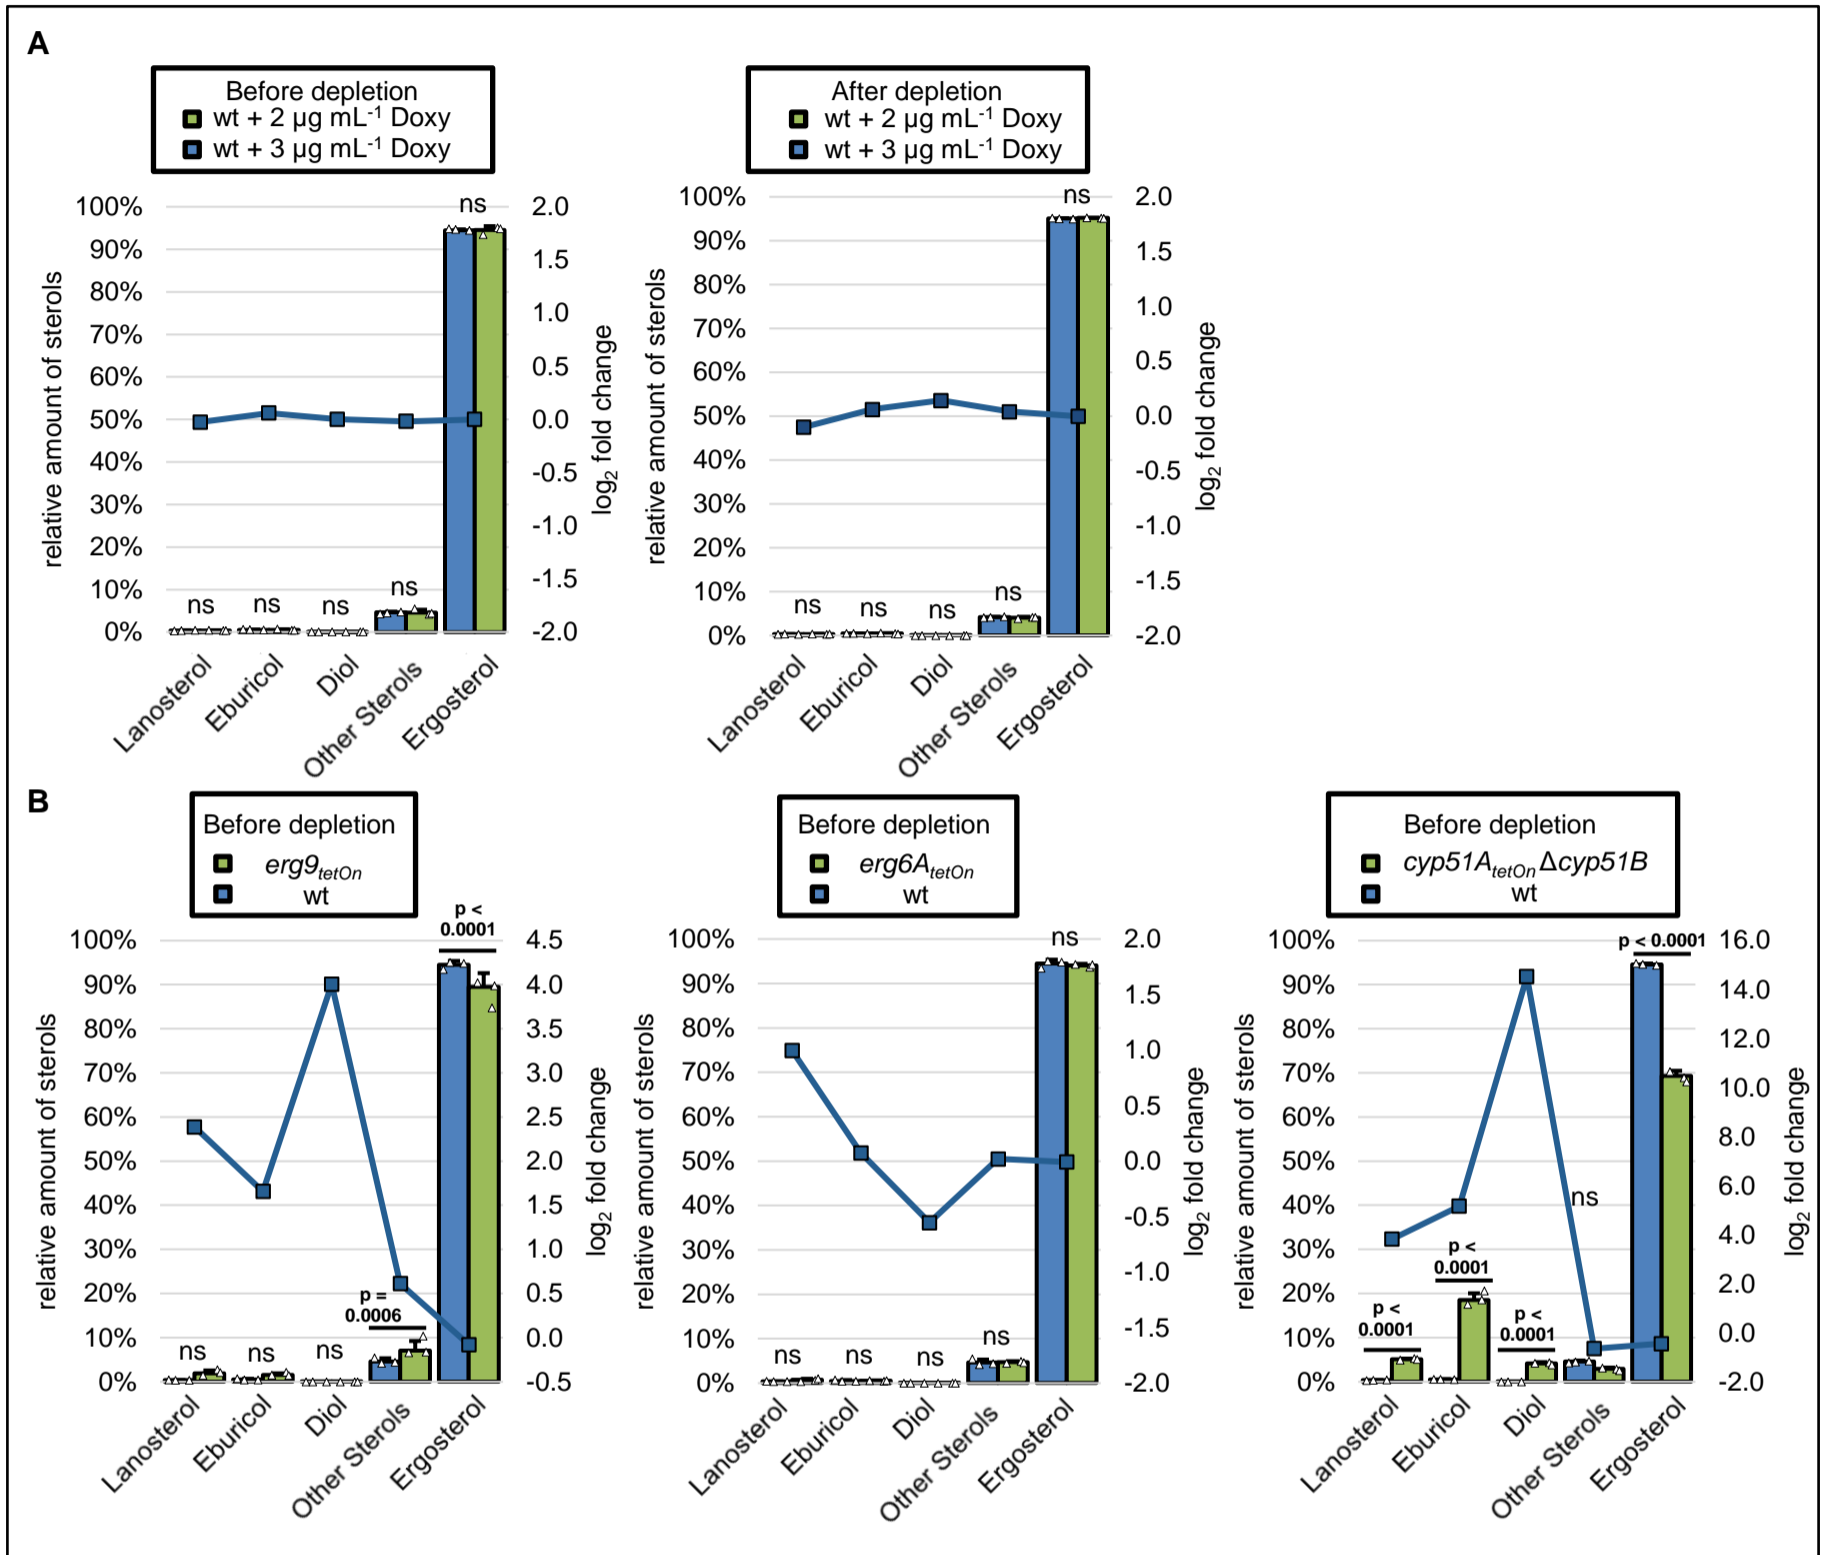 A
Before depletion
wt + 2 µg mL-1 Doxy
wt + 3 µg mL-1 Doxy
relative amount of sterols
100%
90%
80%
70%
60%
50%
40%
30%
20%
10%
0%
ns
ns
ns
ns
ns
2.0
1.5
1.0
0.5
0.0
-0.5
-1.0
-1.5
-2.0
log2 fold change
Lanosterol
Eburicol
Diol
Other Sterols
Ergosterol
After depletion
wt + 2 µg mL-1 Doxy
wt + 3 µg mL-1 Doxy
relative amount of sterols
100%
90%
80%
70%
60%
50%
40%
30%
20%
10%
0%
ns
ns
ns
ns
ns
2.0
1.5
1.0
0.5
0.0
-0.5
-1.0
-1.5
-2.0
log2 fold change
Lanosterol
Eburicol
Diol
Other Sterols
Ergosterol
B
Before depletion
erg9tetOn
wt
relative amount of sterols
100%
90%
80%
70%
60%
50%
40%
30%
20%
10%
0%
ns
ns
ns
p =
0.0006
p <
0.0001
4.5
4.0
3.5
3.0
2.5
2.0
1.5
1.0
0.5
0.0
-0.5
log2 fold change
Lanosterol
Eburicol
Diol
Other Sterols
Ergosterol
Before depletion
erg6AtetOn
wt
relative amount of sterols
100%
90%
80%
70%
60%
50%
40%
30%
20%
10%
0%
ns
ns
ns
ns
ns
2.0
1.5
1.0
0.5
0.0
-0.5
-1.0
-1.5
-2.0
log2 fold change
Lanosterol
Eburicol
Diol
Other Sterols
Ergosterol
Before depletion
cyp51AtetOn Δcyp51B
wt
relative amount of sterols
100%
90%
80%
70%
60%
50%
40%
30%
20%
10%
0%
p <
0.0001
p <
0.0001
p <
0.0001
ns
p < 0.0001
16.0
14.0
12.0
10.0
8.0
6.0
4.0
2.0
0.0
-2.0
log2 fold change
Lanosterol
Eburicol
Diol
Other Sterols
Ergosterol